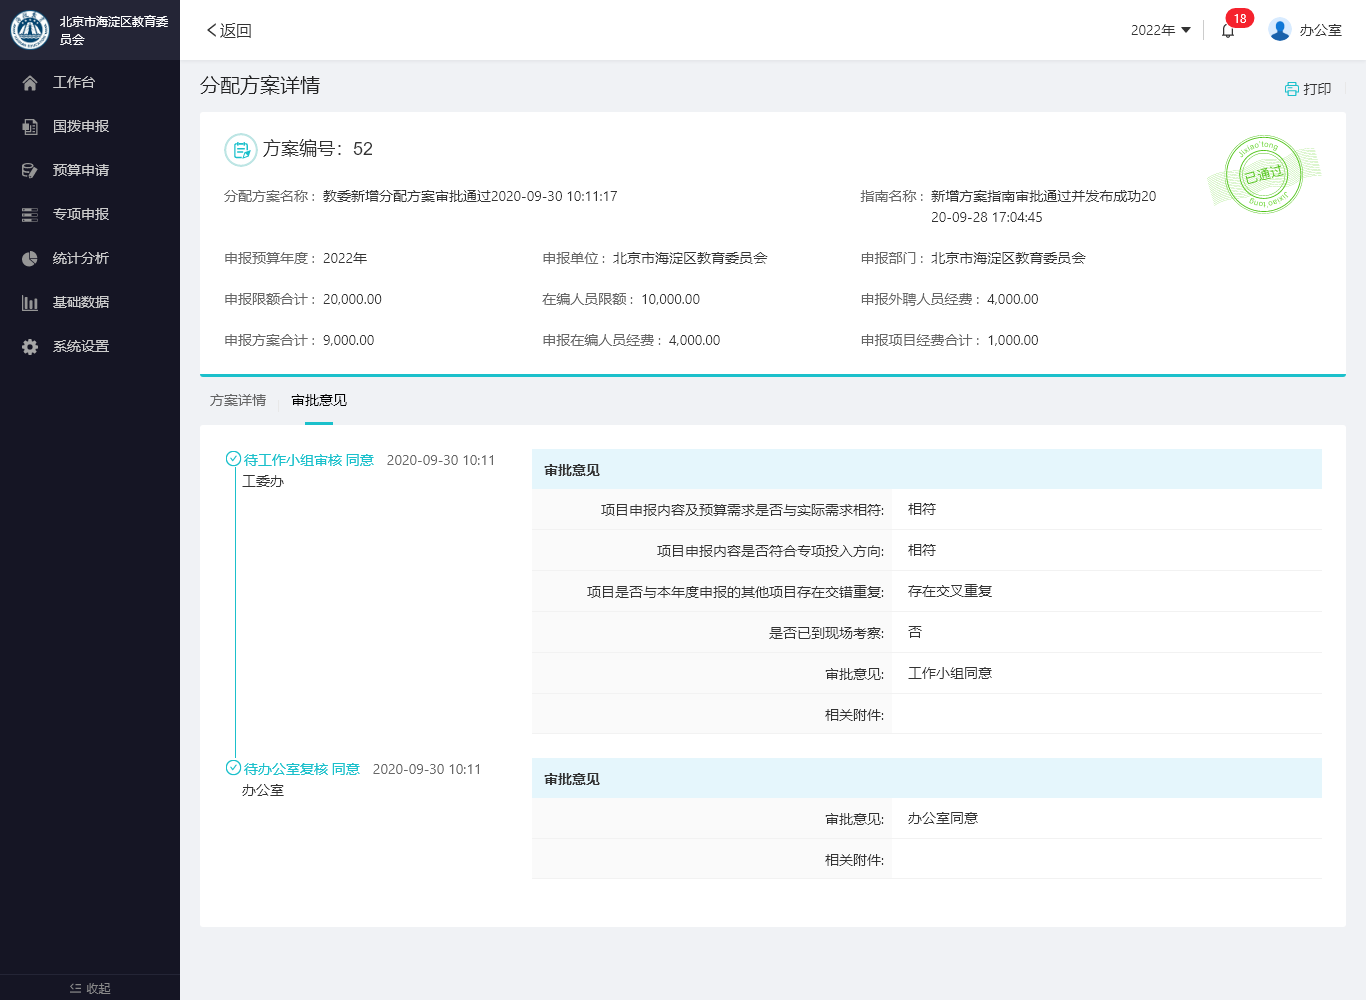 北京市海淀区教育委
员会
返回
2022年
18
办公室
工作台
国拨申报
预算申请
专项申报
统计分析
基础数据
系统设置
收起
分配方案详情
打印
方案编号：52
分配方案名称： 教委新增分配方案审批通过2020-09-30 10:11:17
指南名称： 新增方案指南审批通过并发布成功20
20-09-28 17:04:45
Jixiao tong
已通过
Jixiao tong
申报预算年度： 2022年
申报单位： 北京市海淀区教育委员会
申报部门： 北京市海淀区教育委员会
申报限额合计： 20,000.00
在编人员限额： 10,000.00
申报外聘人员经费： 4,000.00
申报方案合计： 9,000.00
申报在编人员经费： 4,000.00
申报项目经费合计： 1,000.00
方案详情
审批意见
待工作小组审核 同意 2020-09-30 10:11
工委办
审批意见
项目申报内容及预算需求是否与实际需求相符: 相符
项目申报内容是否符合专项投入方向: 相符
项目是否与本年度申报的其他项目存在交错重复: 存在交叉重复
是否已到现场考察: 否
审批意见: 工作小组同意
相关附件:
待办公室复核 同意 2020-09-30 10:11
办公室
审批意见
审批意见: 办公室同意
相关附件: